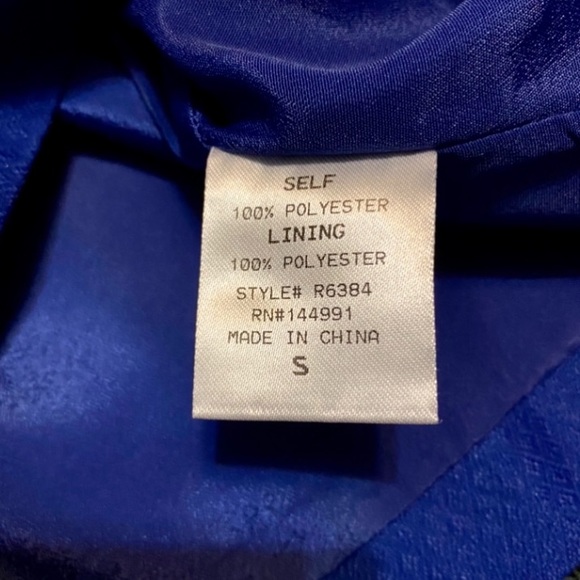 SELF
100% POLYESTER
LINING
100% POLYESTER
STYLE# R6384
RN#144991
MADE IN CHINA
S